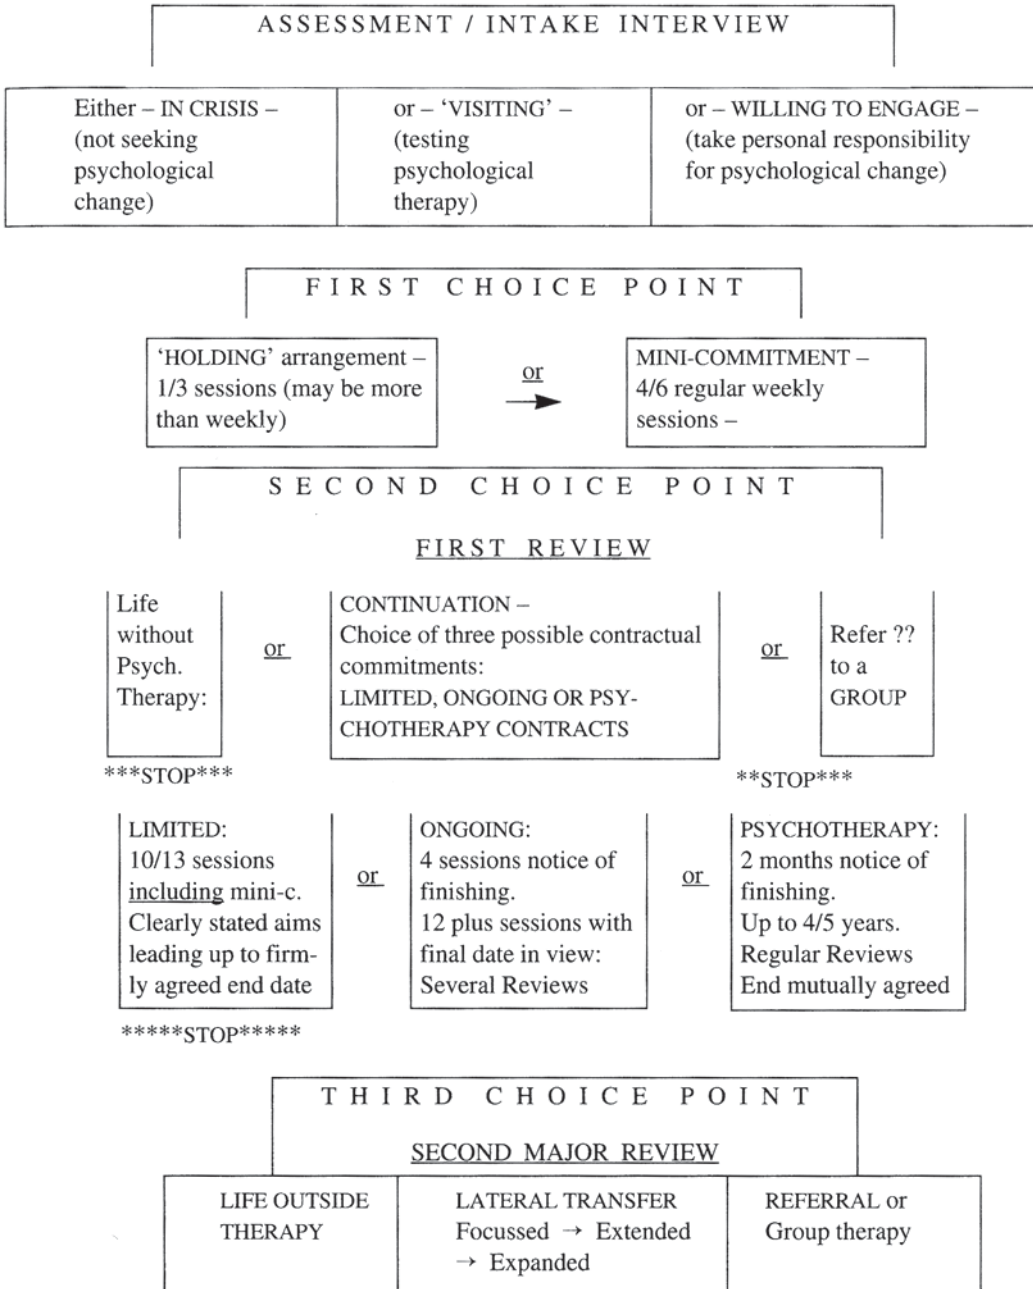 ASSESSMENT / INTAKE INTERVIEW
Either – IN CRISIS –
(not seeking
psychological
change)
or – 'VISITING' –
(testing
psychological
therapy)
or – WILLING TO ENGAGE –
(take personal responsibility
for psychological change)
FIRST CHOICE POINT
'HOLDING' arrangement –
1/3 sessions (may be more
than weekly)
or
→
MINI-COMMITMENT –
4/6 regular weekly
sessions –
SECOND CHOICE POINT
FIRST REVIEW
Life
without
Psych.
Therapy:
or
CONTINUATION –
Choice of three possible contractual
commitments:
LIMITED, ONGOING OR PSY-
CHOTHERAPY CONTRACTS
or
Refer ??
to a
GROUP
***STOP***
**STOP***
LIMITED:
10/13 sessions
including mini-c.
Clearly stated aims
leading up to firm-
ly agreed end date
or
ONGOING:
4 sessions notice of
finishing.
12 plus sessions with
final date in view:
Several Reviews
or
PSYCHOTHERAPY:
2 months notice of
finishing.
Up to 4/5 years.
Regular Reviews
End mutually agreed
*****STOP*****
THIRD CHOICE POINT
SECOND MAJOR REVIEW
LIFE OUTSIDE
THERAPY
LATERAL TRANSFER
Focussed → Extended
→ Expanded
REFERRAL or
Group therapy